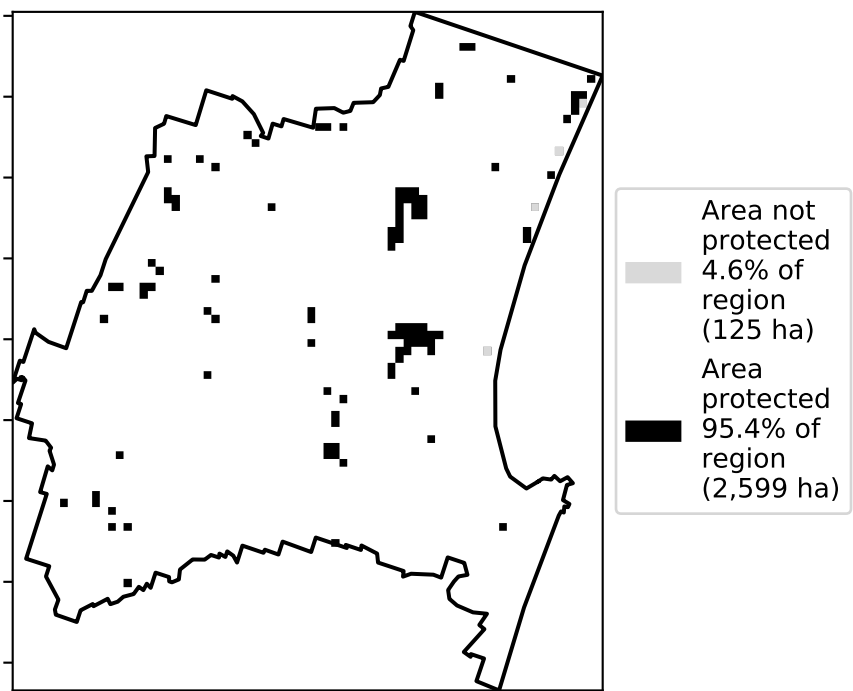 Area not
protected
4.6% of
region
(125 ha)
Area
protected
95.4% of
region
(2,599 ha)